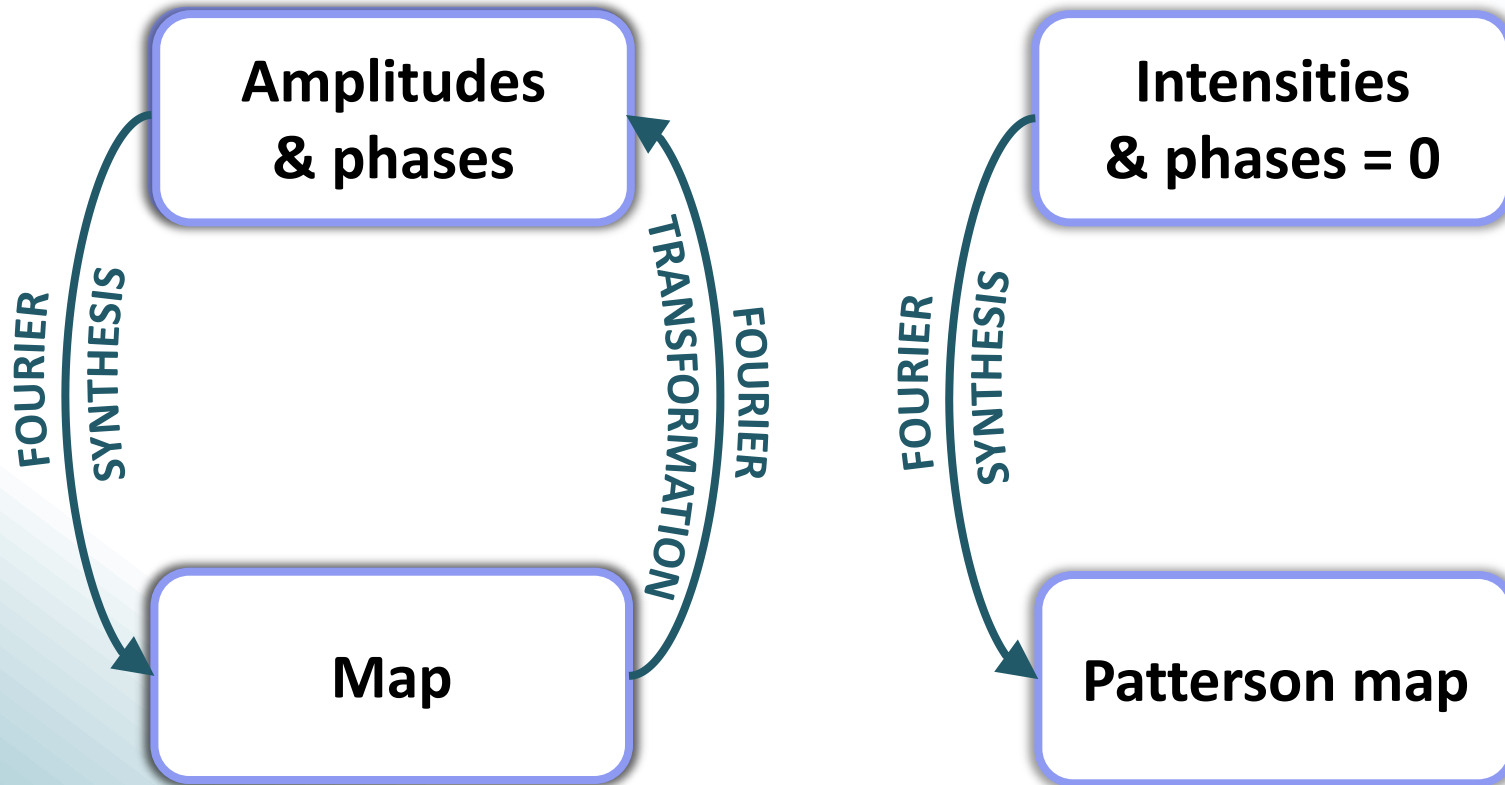 Amplitudes
& phases
FOURIER
SYNTHESIS
TRANSFORMATION
FOURIER
Map
Intensities
& phases = 0
FOURIER
SYNTHESIS
Patterson map